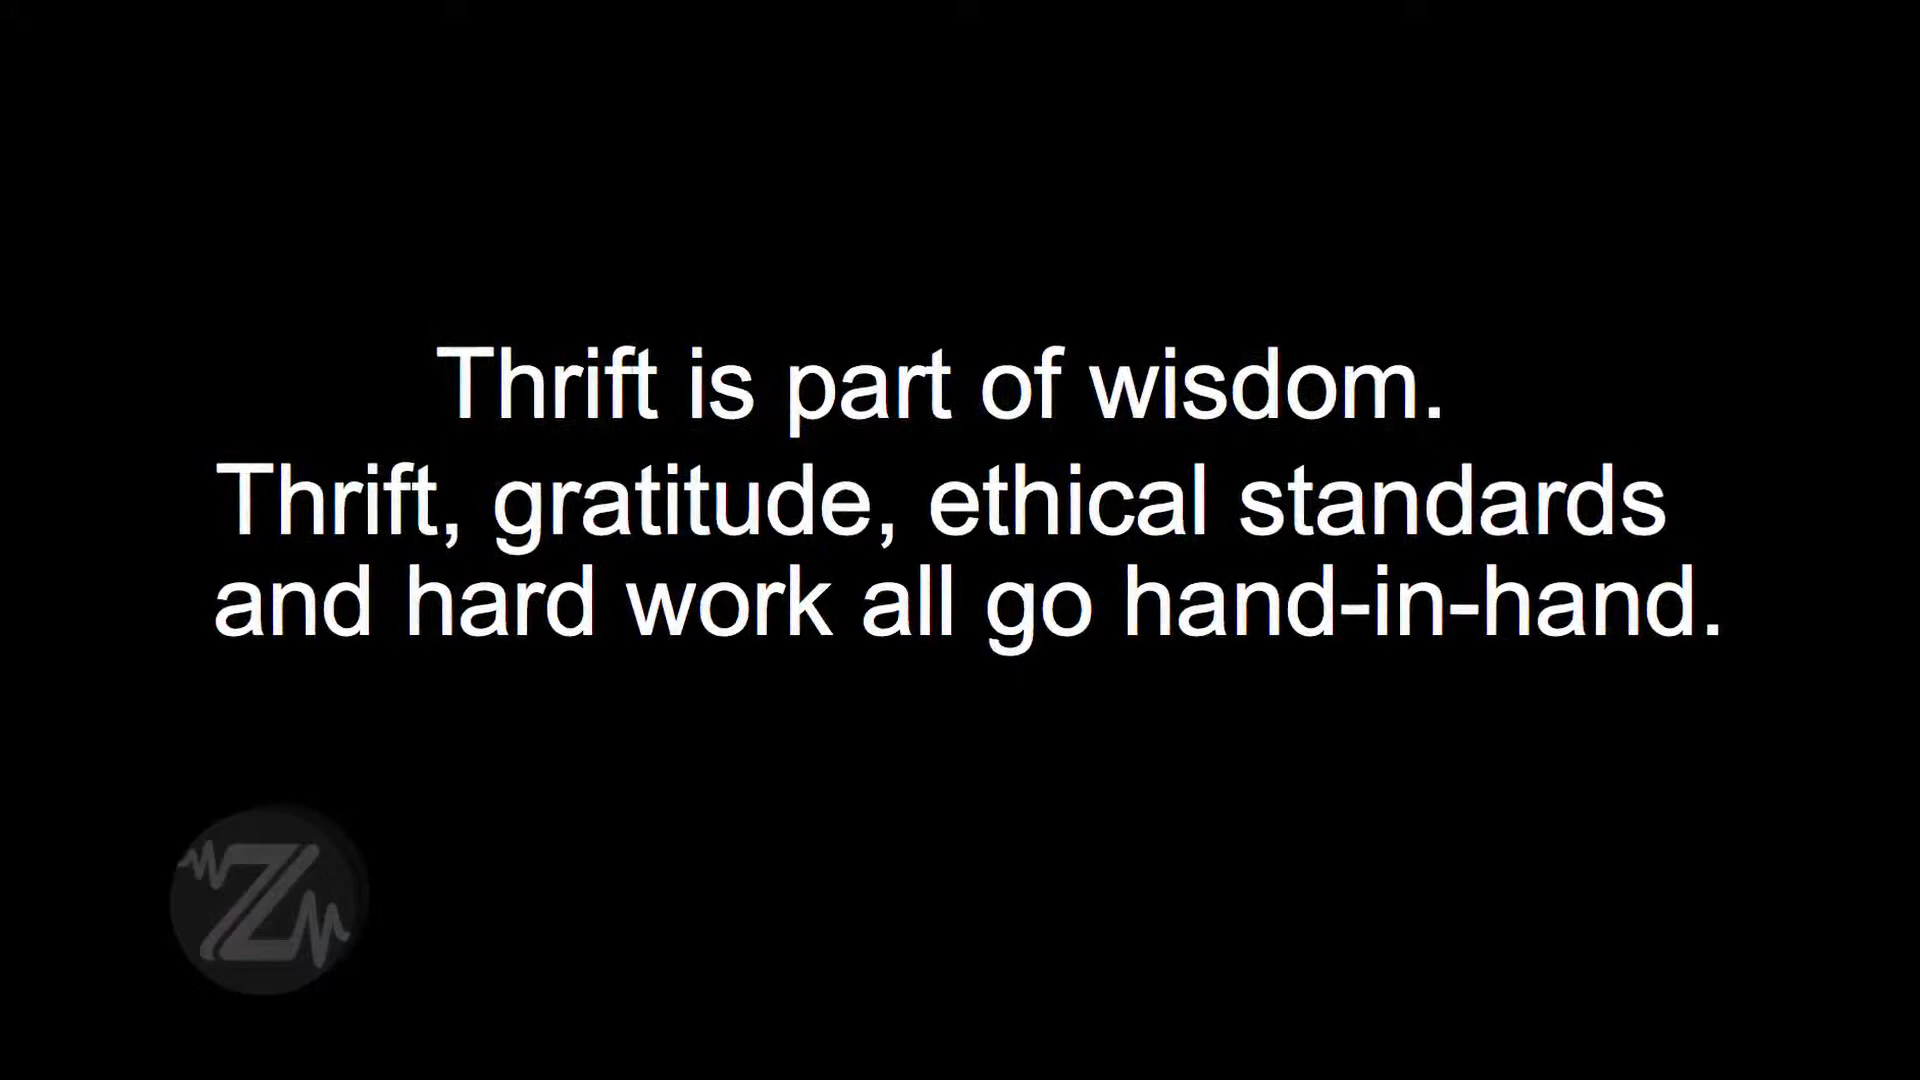 Thrift is part of wisdom.
Thrift, gratitude, ethical standards
and hard work all go hand-in-hand.
Z